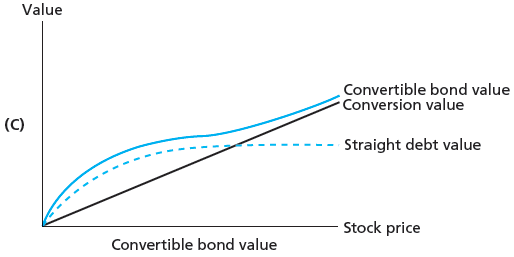 Value
Convertible bond value
Conversion value
(C)
Straight debt value
Stock price
Convertible bond value